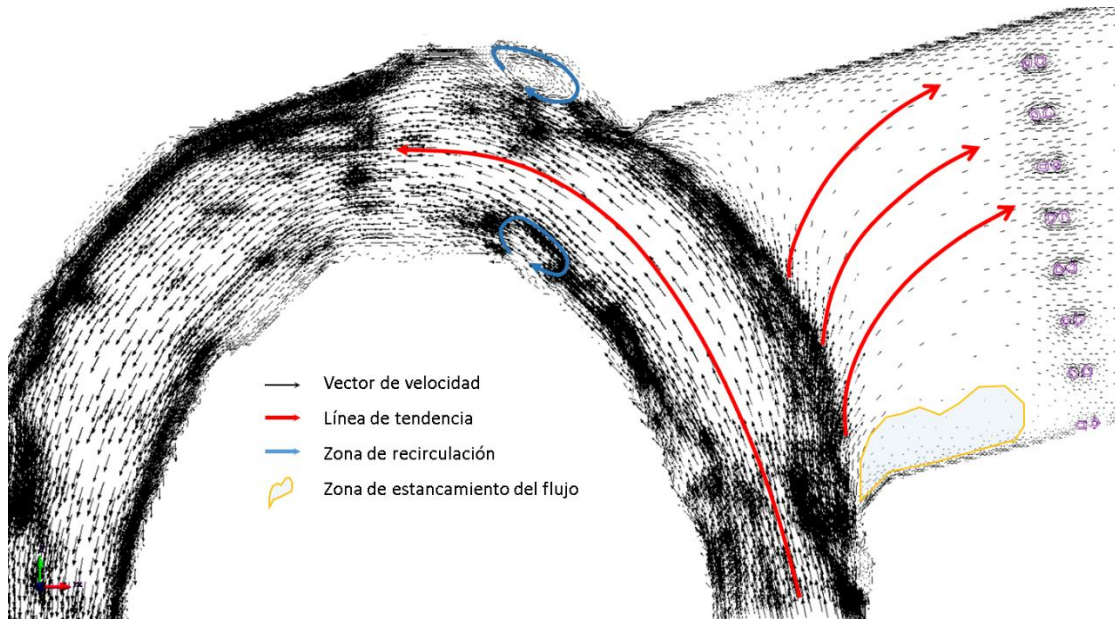 Vector de velocidad
Línea de tendencia
Zona de recirculación
Zona de estancamiento del flujo